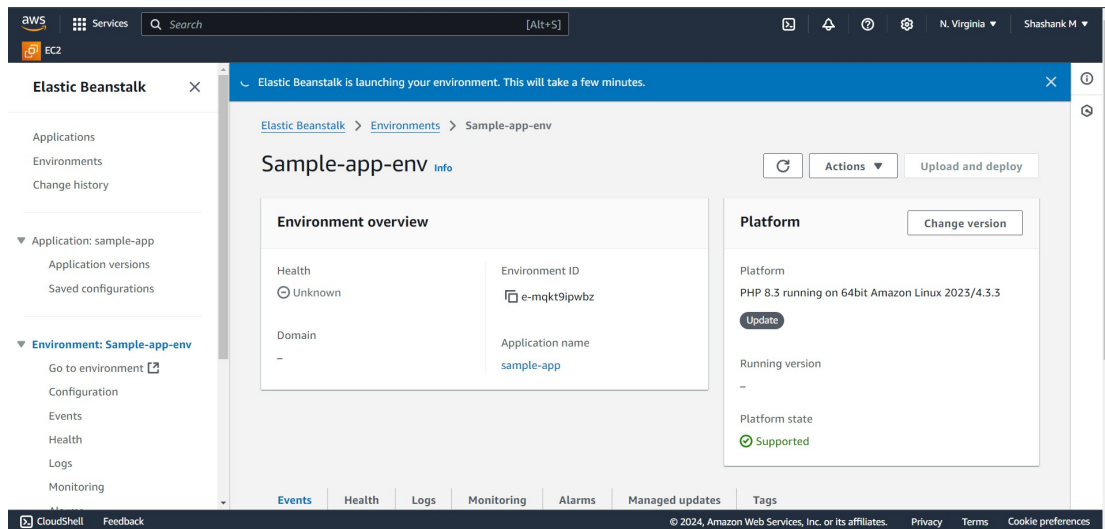 aws Services Search [Alt+S] N. Virginia ▼ Shashank M ▼
EC2
Elastic Beanstalk
Applications
Environments
Change history
Application: sample-app
Application versions
Saved configurations
Environment: Sample-app-env
Go to environment
Configuration
Events
Health
Logs
Monitoring
Elastic Beanstalk is launching your environment. This will take a few minutes.
Elastic Beanstalk > Environments > Sample-app-env
Sample-app-env Info
Actions ▼ Upload and deploy
Environment overview
Health
Unknown
Domain
–
Environment ID
e-mqkt9ipwbz
Application name
sample-app
Platform
Change version
Platform
PHP 8.3 running on 64bit Amazon Linux 2023/4.3.3
Update
Running version
–
Platform state
Supported
Events Health Logs Monitoring Alarms Managed updates Tags
CloudShell Feedback © 2024, Amazon Web Services, Inc. or its affiliates. Privacy Terms Cookie preferences